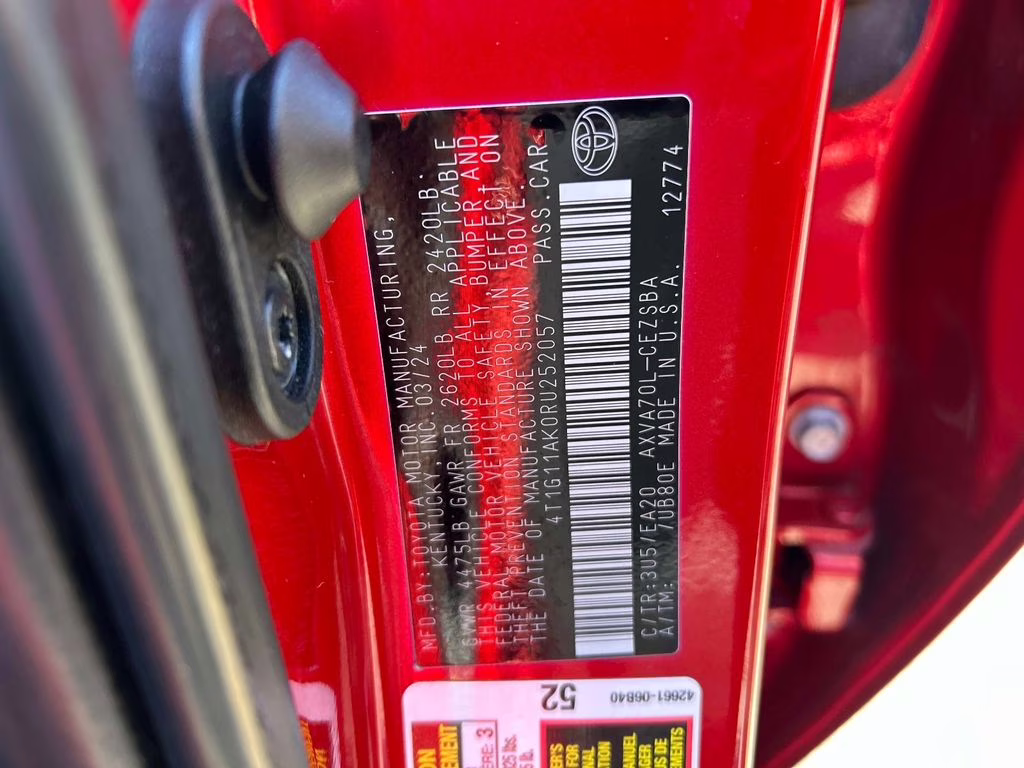 MFD.BY:TOYOTA MOTOR MANUFACTURING,
KENTUCKY, INC. 03/24
GVWR 4475LB GAWR FR 2620LB RR 2420LB.
THIS VEHICLE CONFORMS TO ALL APPLICABLE
FEDERAL MOTOR VEHICLE SAFETY, BUMPER AND
THEFT PREVENTION STANDARDS IN EFFECT ON
THE DATE OF MANUFACTURE SHOWN ABOVE.
4T1G11AK0RU252057 PASS.CAR
C/TR:3U5/EA20 AXVA70L-CEZSBA
A/TM: /UB80E MADE IN U.S.A. 12774
52
42661-06B40
3